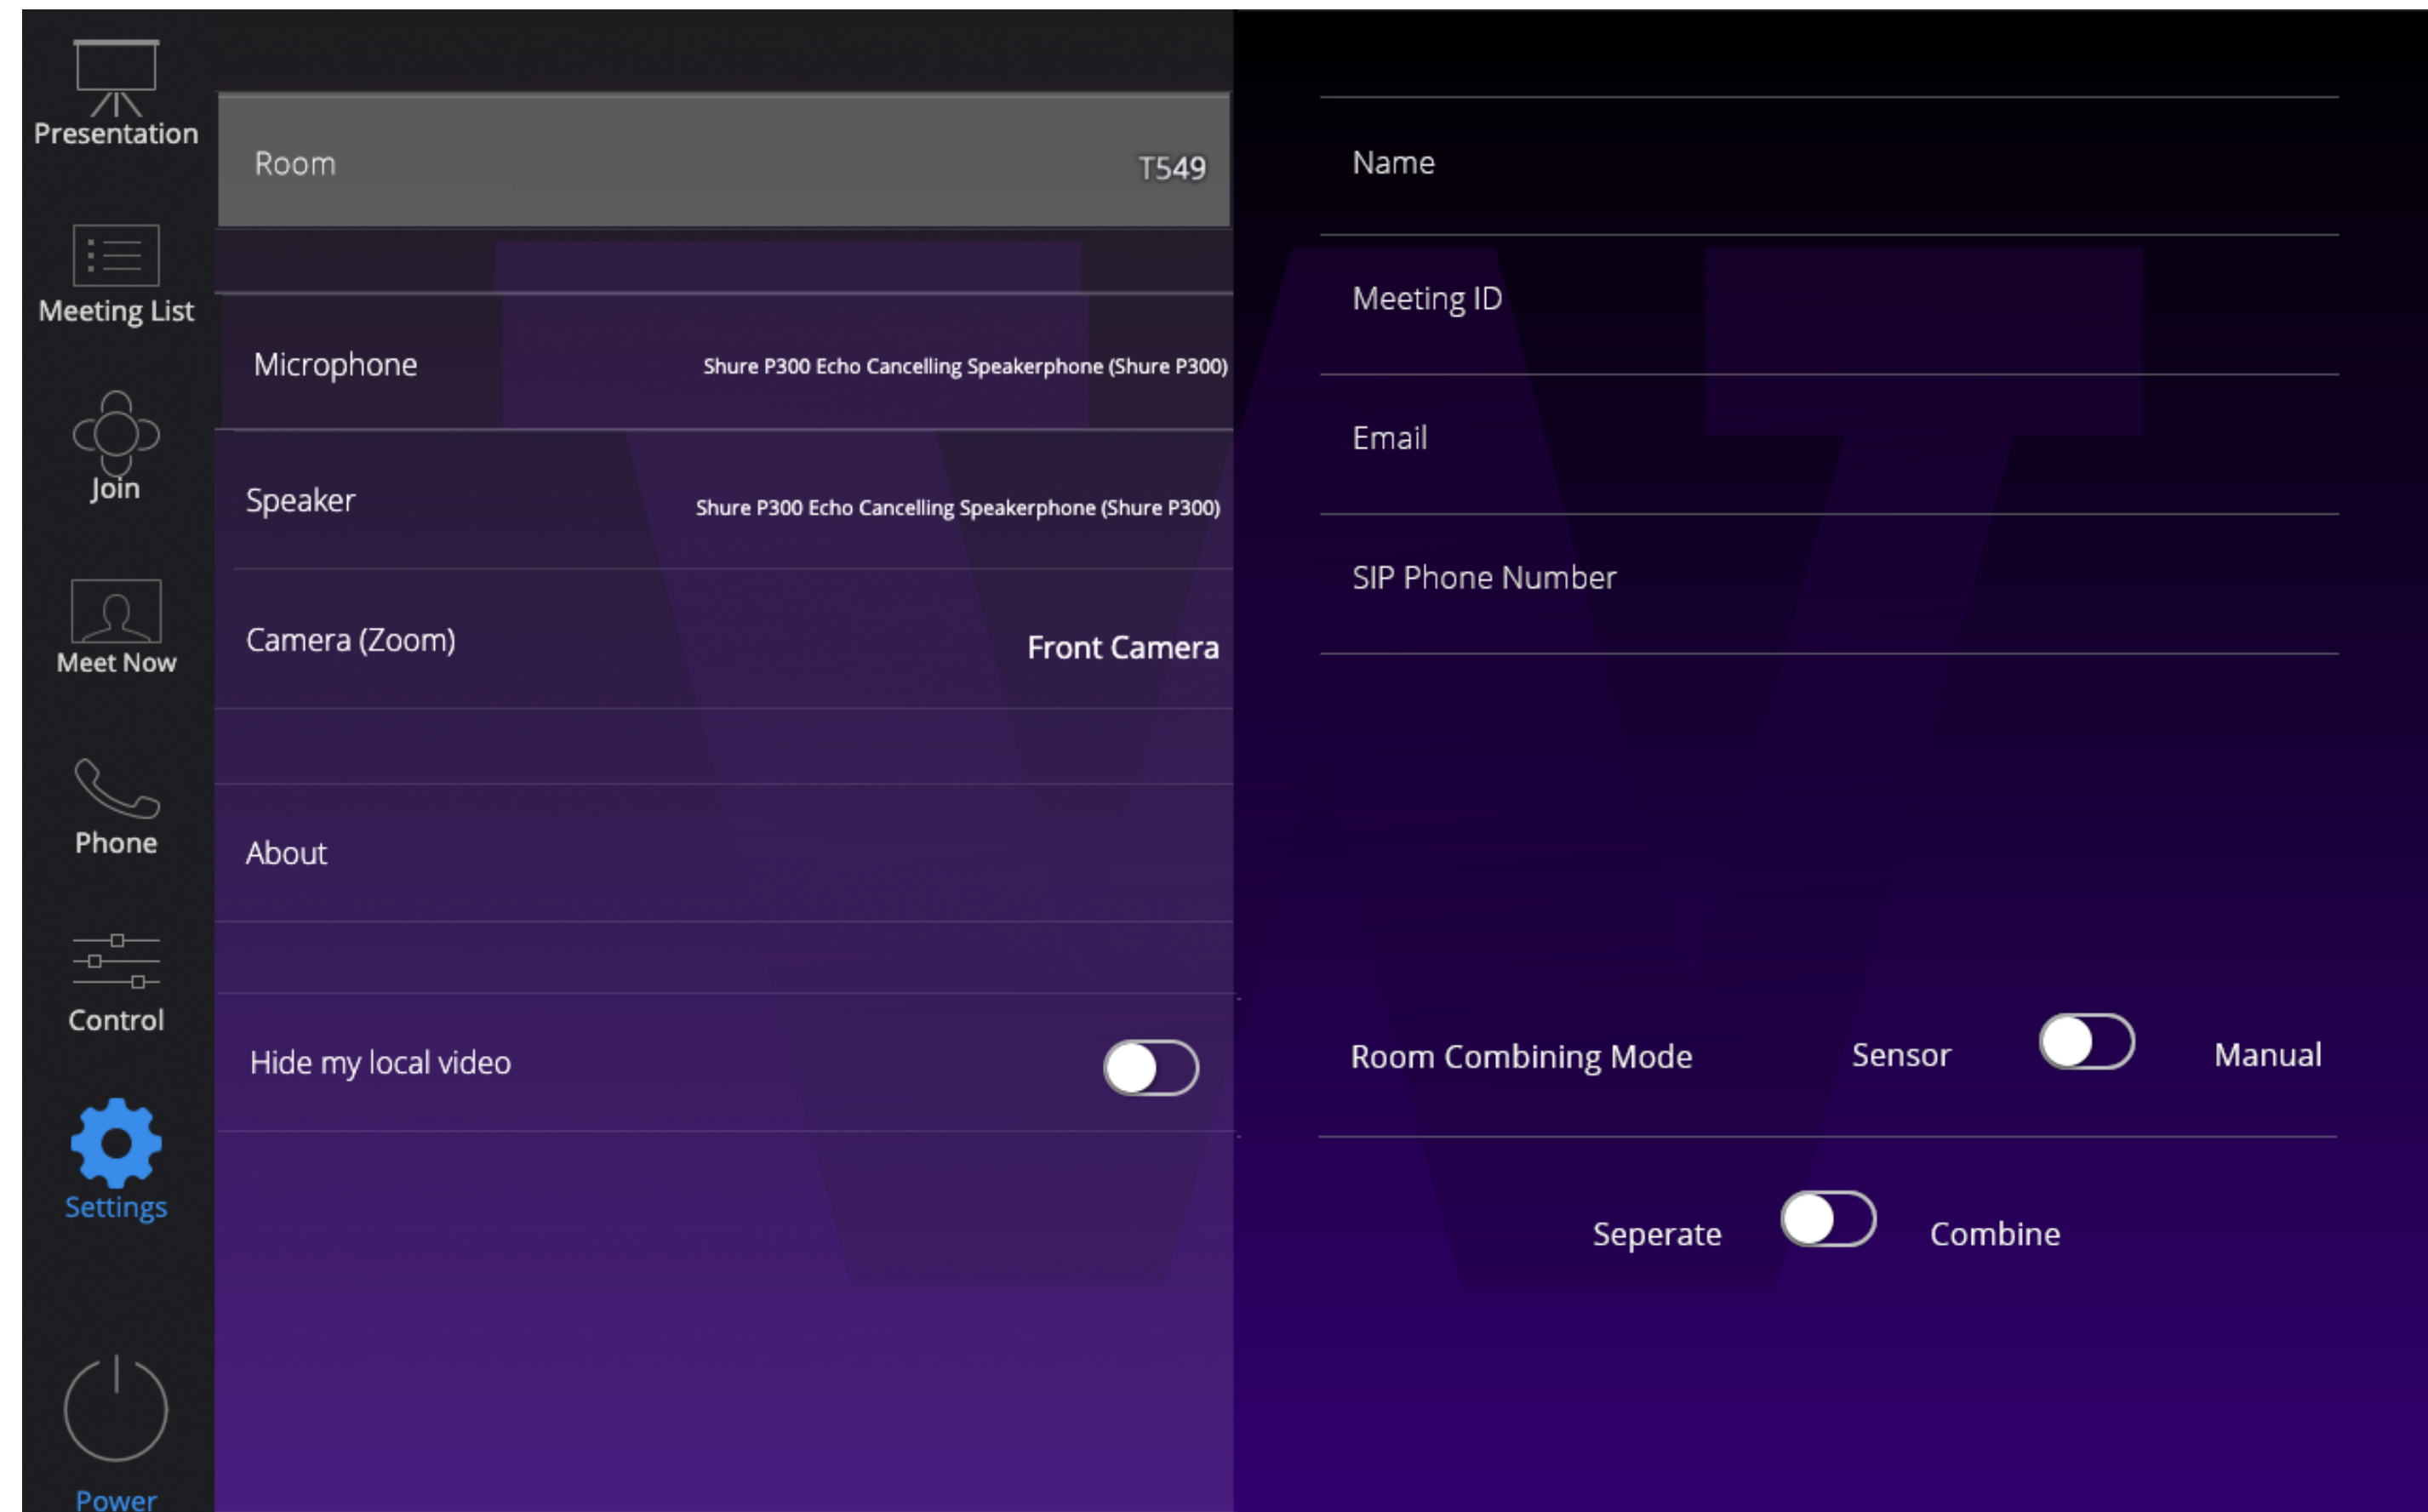 Presentation
Meeting List
Join
Meet Now
Phone
Control
Settings
Power
Room T549
Microphone Shure P300 Echo Cancelling Speakerphone (Shure P300)
Speaker Shure P300 Echo Cancelling Speakerphone (Shure P300)
Camera (Zoom) Front Camera
About
Hide my local video
Name
Meeting ID
Email
SIP Phone Number
Room Combining Mode Sensor Manual
Seperate Combine